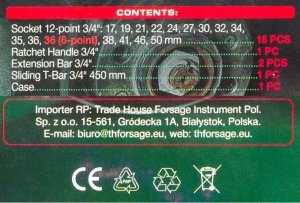 CONTENTS:
Socket 12-point 3/4": 17, 19, 21, 22, 24, 27, 30, 32, 34,
35, 36, 36 (6-point), 38, 41, 46, 50 mm 16 PCS
Ratchet Handle 3/4" 1 PC
Extension Bar 3/4" 2 PCS
Sliding T-Bar 3/4" 450 mm 1 PC
Case 1 PC
Importer RP: Trade House Forsage Instrument Pol.
Sp. z o.o. 15-561, Gródecka 1A, Białystok, Polska.
E-mail: biuro@thforsage.eu, web: thforsage.eu.
CE PAP